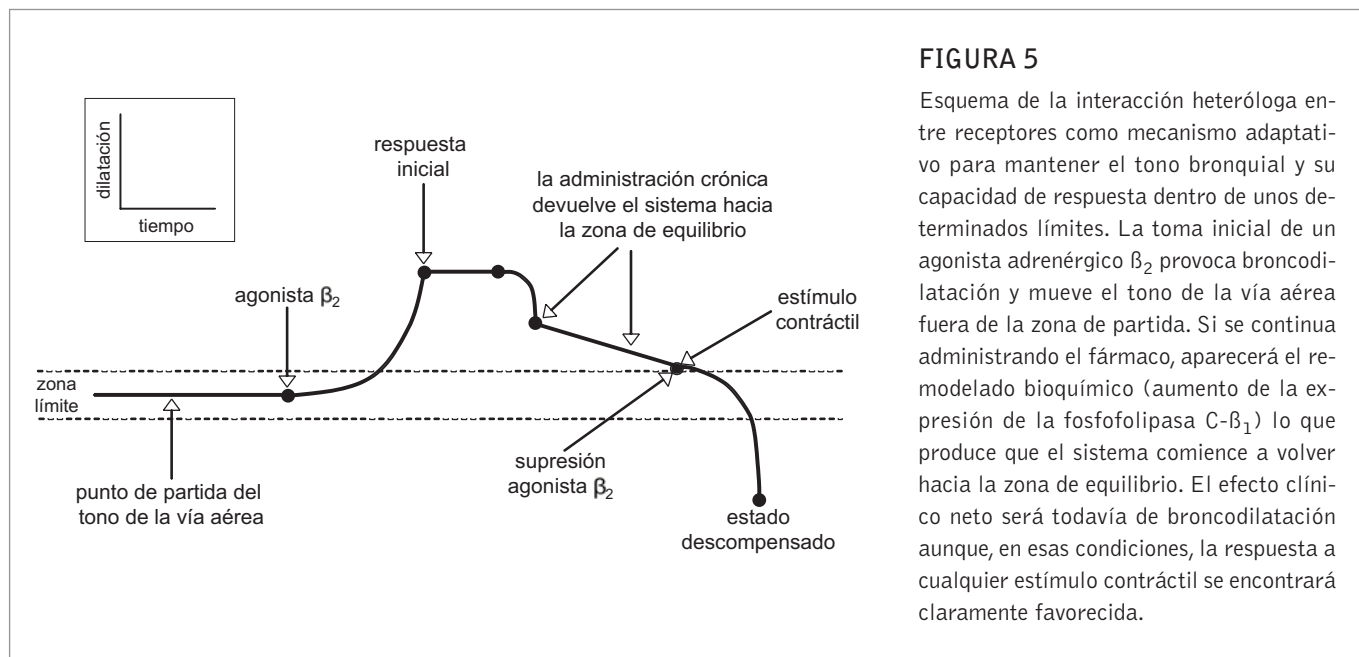 dilatación
tiempo
respuesta
inicial
la administración crónica
devuelve el sistema hacia
la zona de equilibrio
agonista β₂
estímulo
contráctil
zona
límite
punto de partida del
tono de la vía aérea
supresión
agonista β₂
estado
descompensado
FIGURA 5
Esquema de la interacción heteróloga en-
tre receptores como mecanismo adaptati-
vo para mantener el tono bronquial y su
capacidad de respuesta dentro de unos de-
terminados límites. La toma inicial de un
agonista adrenérgico ß₂ provoca broncodi-
latación y mueve el tono de la vía aérea
fuera de la zona de partida. Si se continua
administrando el fármaco, aparecerá el re-
modelado bioquímico (aumento de la ex-
presión de la fosfofolipasa C-ß₁) lo que
produce que el sistema comience a volver
hacia la zona de equilibrio. El efecto clíni-
co neto será todavía de broncodilatación
aunque, en esas condiciones, la respuesta a
cualquier estímulo contráctil se encontrará
claramente favorecida.